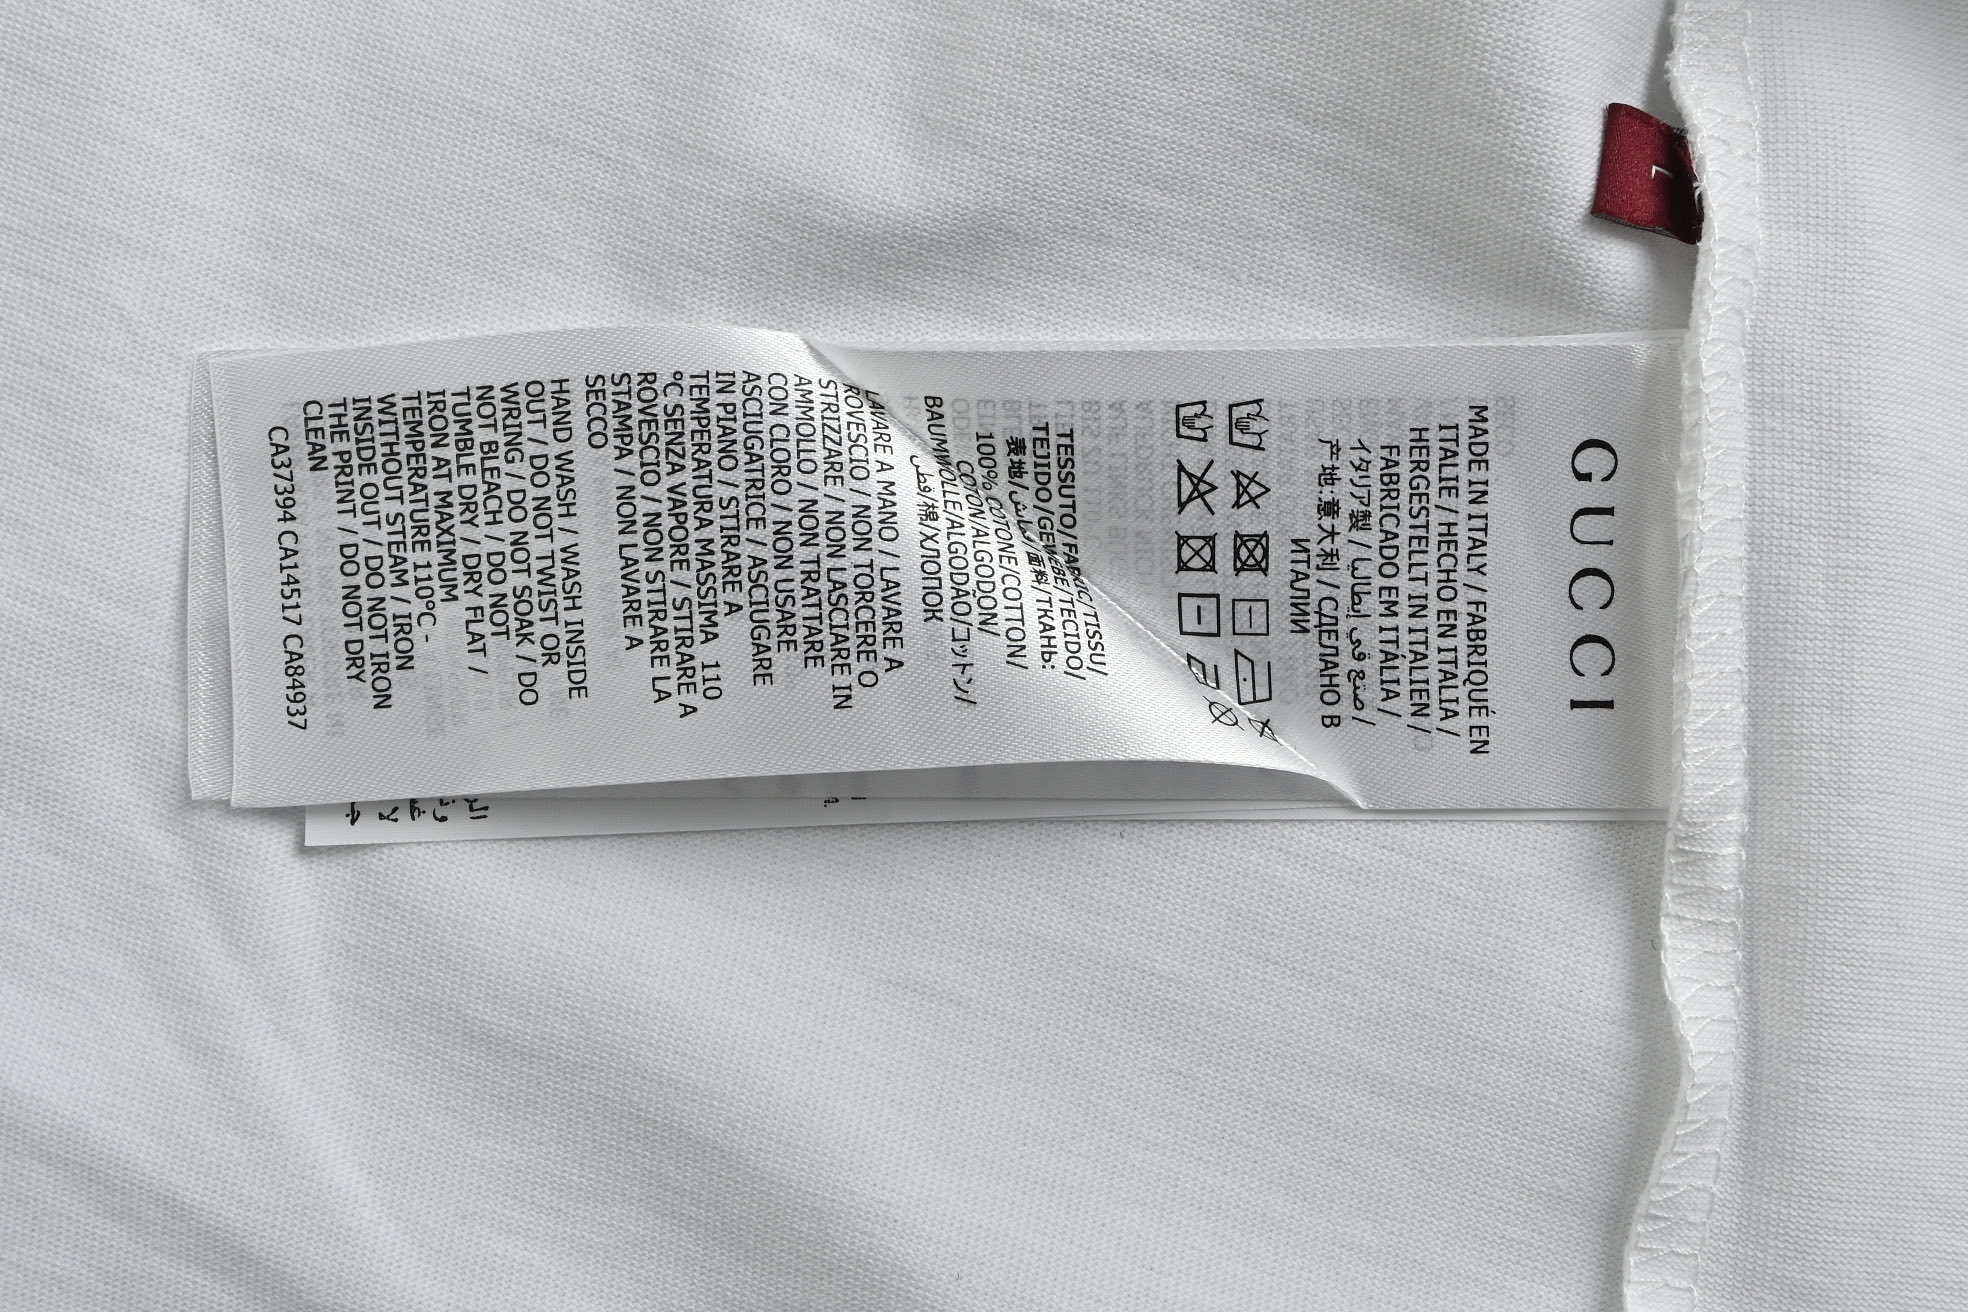 GUCCI
MADE IN ITALY / FABRIQUÉ EN
ITALIE / HECHO EN ITALIA /
HERGESTELLT IN ITALIEN /
FABRICADO EM ITÁLIA /
イタリア製 / صنع في إيطاليا /
产地:意大利 / СДЕЛАНО В
ИТАЛИИ
TESSUTO/FABRIC/TISSU/
TEJIDO/GEWEBE/TECIDO/
表地/قماش/面料/ТКАНЬ:
100% COTONE/COTTON/
COTON/ALGODÓN/
BAUMWOLLE/ALGODÃO/コットン/
قطن/棉/ХЛОПОК
LAVARE A MANO / LAVARE A
ROVESCIO / NON TORCERE O
STRIZZARE / NON LASCIARE IN
AMMOLLO / NON TRATTARE
CON CLORO / NON USARE
ASCIUGATRICE / ASCIUGARE
IN PIANO / STIRARE A
TEMPERATURA MASSIMA 110
°C SENZA VAPORE / STIRARE A
ROVESCIO / NON STIRARE LA
STAMPA / NON LAVARE A
SECCO
HAND WASH / WASH INSIDE
OUT / DO NOT TWIST OR
WRING / DO NOT SOAK / DO
NOT BLEACH / DO NOT
TUMBLE DRY / DRY FLAT /
IRON AT MAXIMUM
TEMPERATURE 110°C -
WITHOUT STEAM / IRON
INSIDE OUT / DO NOT IRON
THE PRINT / DO NOT DRY
CLEAN
CA37394 CA14517 CA84937